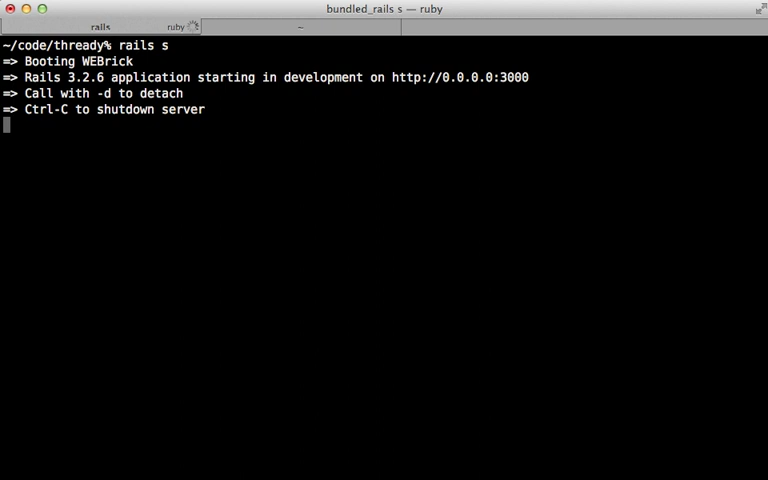 bundled_rails s — ruby
rails ruby ~
~/code/thready% rails s
=> Booting WEBrick
=> Rails 3.2.6 application starting in development on http://0.0.0.0:3000
=> Call with -d to detach
=> Ctrl-C to shutdown server